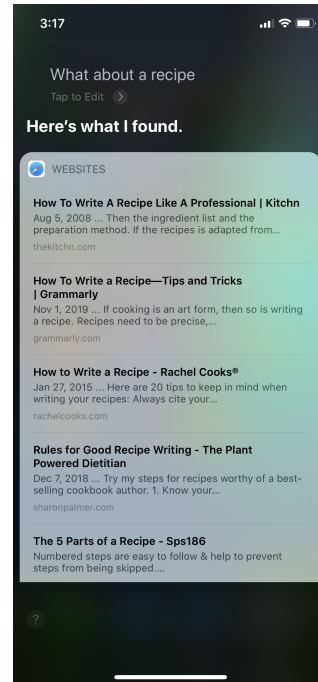 3:17
What about a recipe
Tap to Edit
Here's what I found.
WEBSITES
How To Write A Recipe Like A Professional | Kitchn
Aug 5, 2008 ... Then the ingredient list and the
preparation method. If the recipes is adapted from...
thekitchn.com
How To Write a Recipe—Tips and Tricks
| Grammarly
Nov 1, 2019 ... If cooking is an art form, then so is writing
a recipe. Recipes need to be precise,...
grammarly.com
How to Write a Recipe - Rachel Cooks®
Jan 27, 2015 ... Here are 20 tips to keep in mind when
writing your recipes: Always cite your...
rachelcooks.com
Rules for Good Recipe Writing - The Plant
Powered Dietitian
Dec 7, 2018 ... Try my steps for recipes worthy of a best-
selling cookbook author. 1. Know your...
sharonpalmer.com
The 5 Parts of a Recipe - Sps186
Numbered steps are easy to follow & help to prevent
steps from being skipped....
?